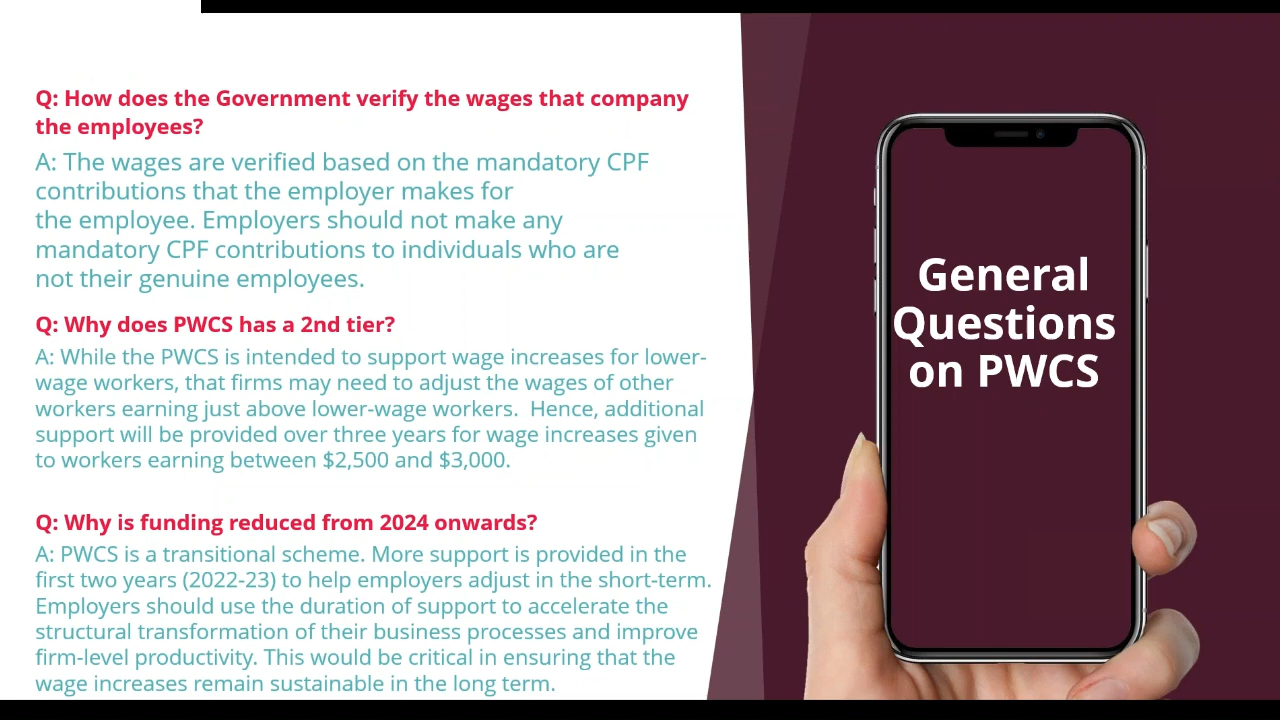 Q: How does the Government verify the wages that company
the employees?
A: The wages are verified based on the mandatory CPF
contributions that the employer makes for
the employee. Employers should not make any
mandatory CPF contributions to individuals who are
not their genuine employees.
Q: Why does PWCS has a 2nd tier?
A: While the PWCS is intended to support wage increases for lower-
wage workers, that firms may need to adjust the wages of other
workers earning just above lower-wage workers.  Hence, additional
support will be provided over three years for wage increases given
to workers earning between $2,500 and $3,000.
Q: Why is funding reduced from 2024 onwards?
A: PWCS is a transitional scheme. More support is provided in the
first two years (2022-23) to help employers adjust in the short-term.
Employers should use the duration of support to accelerate the
structural transformation of their business processes and improve
firm-level productivity. This would be critical in ensuring that the
wage increases remain sustainable in the long term.
General
Questions
on PWCS